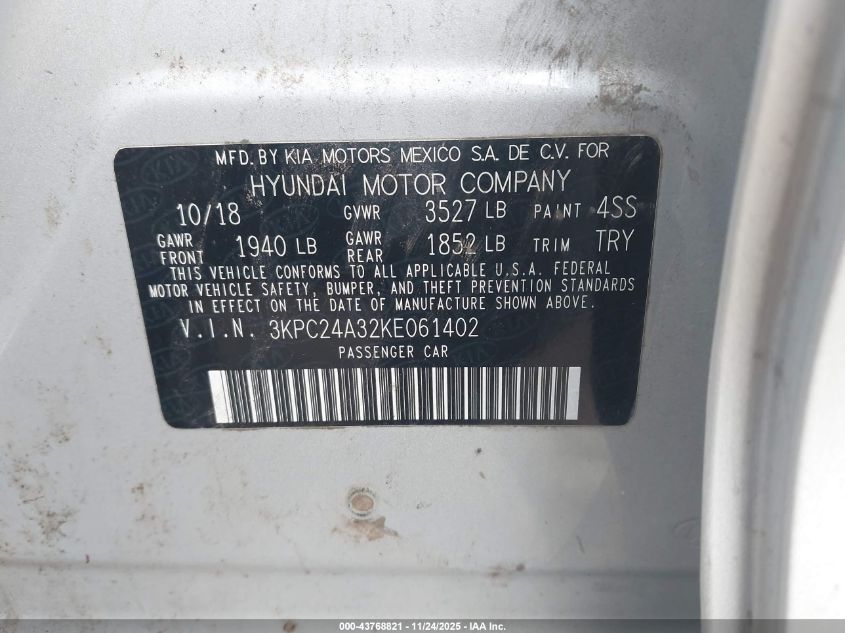 MFD. BY KIA MOTORS MEXICO S.A. DE C.V. FOR
HYUNDAI MOTOR COMPANY
10/18 GVWR 3527 LB PAINT 4SS
GAWR FRONT 1940 LB GAWR REAR 1852 LB TRIM TRY
THIS VEHICLE CONFORMS TO ALL APPLICABLE U.S.A. FEDERAL
MOTOR VEHICLE SAFETY, BUMPER, AND THEFT PREVENTION STANDARDS
IN EFFECT ON THE DATE OF MANUFACTURE SHOWN ABOVE.
V.I.N. 3KPC24A32KE061402
PASSENGER CAR
000-43768821 - 11/24/2025 - IAA Inc.